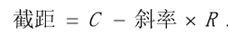 截距 = C − 斜率 × R .